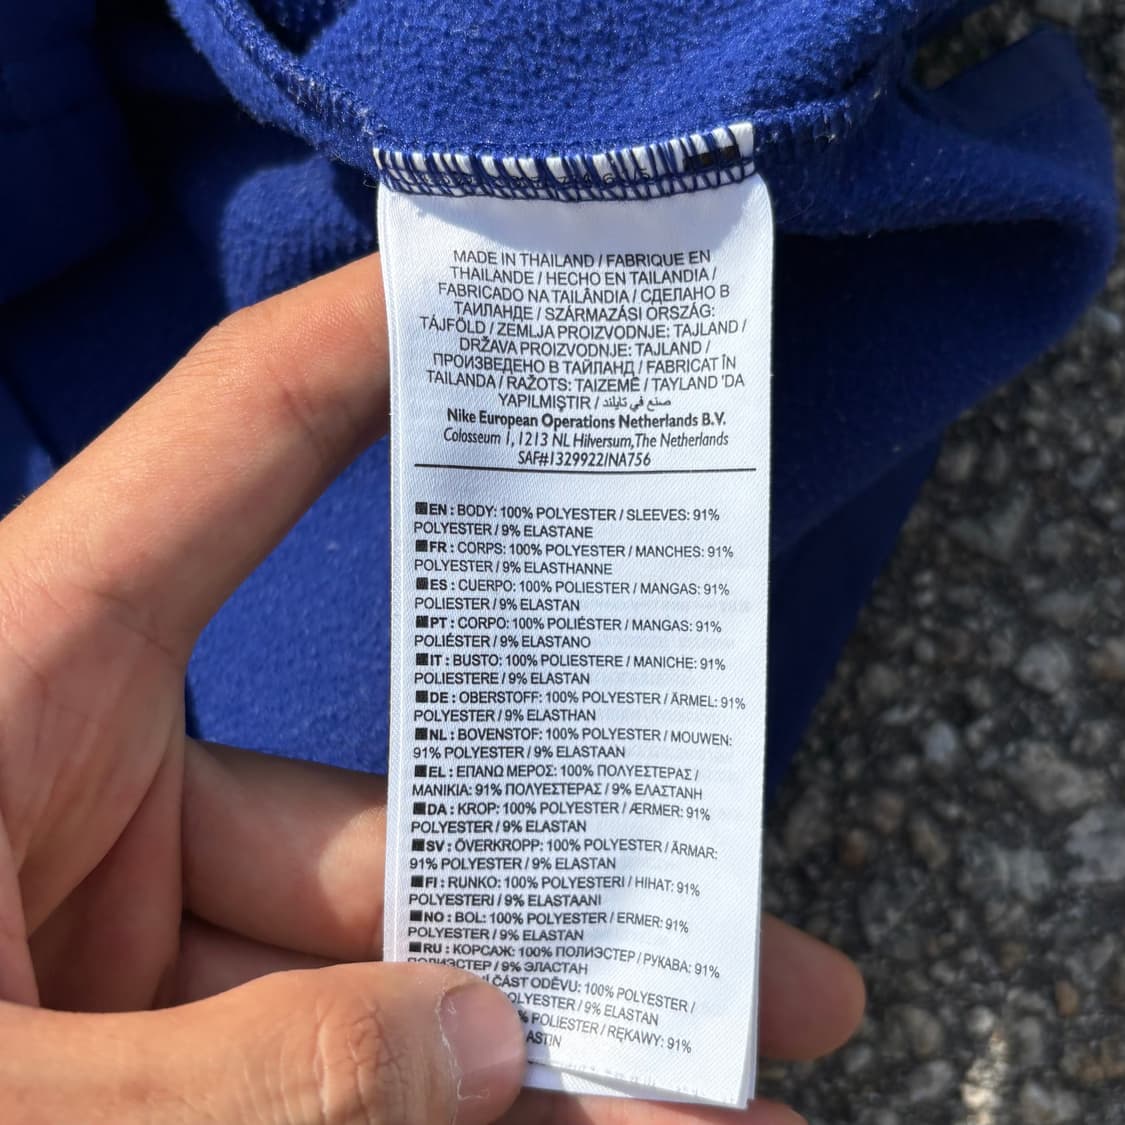 MADE IN THAILAND / FABRIQUE EN
THAILANDE / HECHO EN TAILANDIA /
FABRICADO NA TAILÂNDIA / СДЕЛАНО В
ТАИЛАНДЕ / SZÁRMAZÁSI ORSZÁG:
TÁJFÖLD / ZEMLJA PROIZVODNJE: TAJLAND /
DRŽAVA PROIZVODNJE: TAJLAND /
ПРОИЗВЕДЕНО В ТАЙЛАНД / FABRICAT ÎN
TAILANDA / RAŽOTS: TAIZEMĒ / TAYLAND 'DA
YAPILMIŞTIR / صنع في تايلند
Nike European Operations Netherlands B.V.
Colosseum 1, 1213 NL Hilversum, The Netherlands
SAF#1329922/NA756
EN : BODY: 100% POLYESTER / SLEEVES: 91%
POLYESTER / 9% ELASTANE
FR : CORPS: 100% POLYESTER / MANCHES: 91%
POLYESTER / 9% ELASTHANNE
ES : CUERPO: 100% POLIESTER / MANGAS: 91%
POLIESTER / 9% ELASTAN
PT : CORPO: 100% POLIÉSTER / MANGAS: 91%
POLIÉSTER / 9% ELASTANO
IT : BUSTO: 100% POLIESTERE / MANICHE: 91%
POLIESTERE / 9% ELASTAN
DE : OBERSTOFF: 100% POLYESTER / ÄRMEL: 91%
POLYESTER / 9% ELASTHAN
NL : BOVENSTOF: 100% POLYESTER / MOUWEN:
91% POLYESTER / 9% ELASTAAN
EL : ΕΠΑΝΩ ΜΕΡΟΣ: 100% ΠΟΛΥΕΣΤΕΡΑΣ /
ΜΑΝΙΚΙΑ: 91% ΠΟΛΥΕΣΤΕΡΑΣ / 9% ΕΛΑΣΤΑΝΗ
DA : KROP: 100% POLYESTER / ÆRMER: 91%
POLYESTER / 9% ELASTAN
SV : ÖVERKROPP: 100% POLYESTER / ÄRMAR:
91% POLYESTER / 9% ELASTAN
FI : RUNKO: 100% POLYESTERI / HIHAT: 91%
POLYESTERI / 9% ELASTAANI
NO : BOL: 100% POLYESTER / ERMER: 91%
POLYESTER / 9% ELASTAN
RU : КОРСАЖ: 100% ПОЛИЭСТЕР / РУКАВА: 91%
ПОЛИЭСТЕР / 9% ЭЛАСТАН
ČÁST ODĚVU: 100% POLYESTER /
OLYESTER / 9% ELASTAN
% POLIESTER / RĘKAWY: 91%
ASTIN